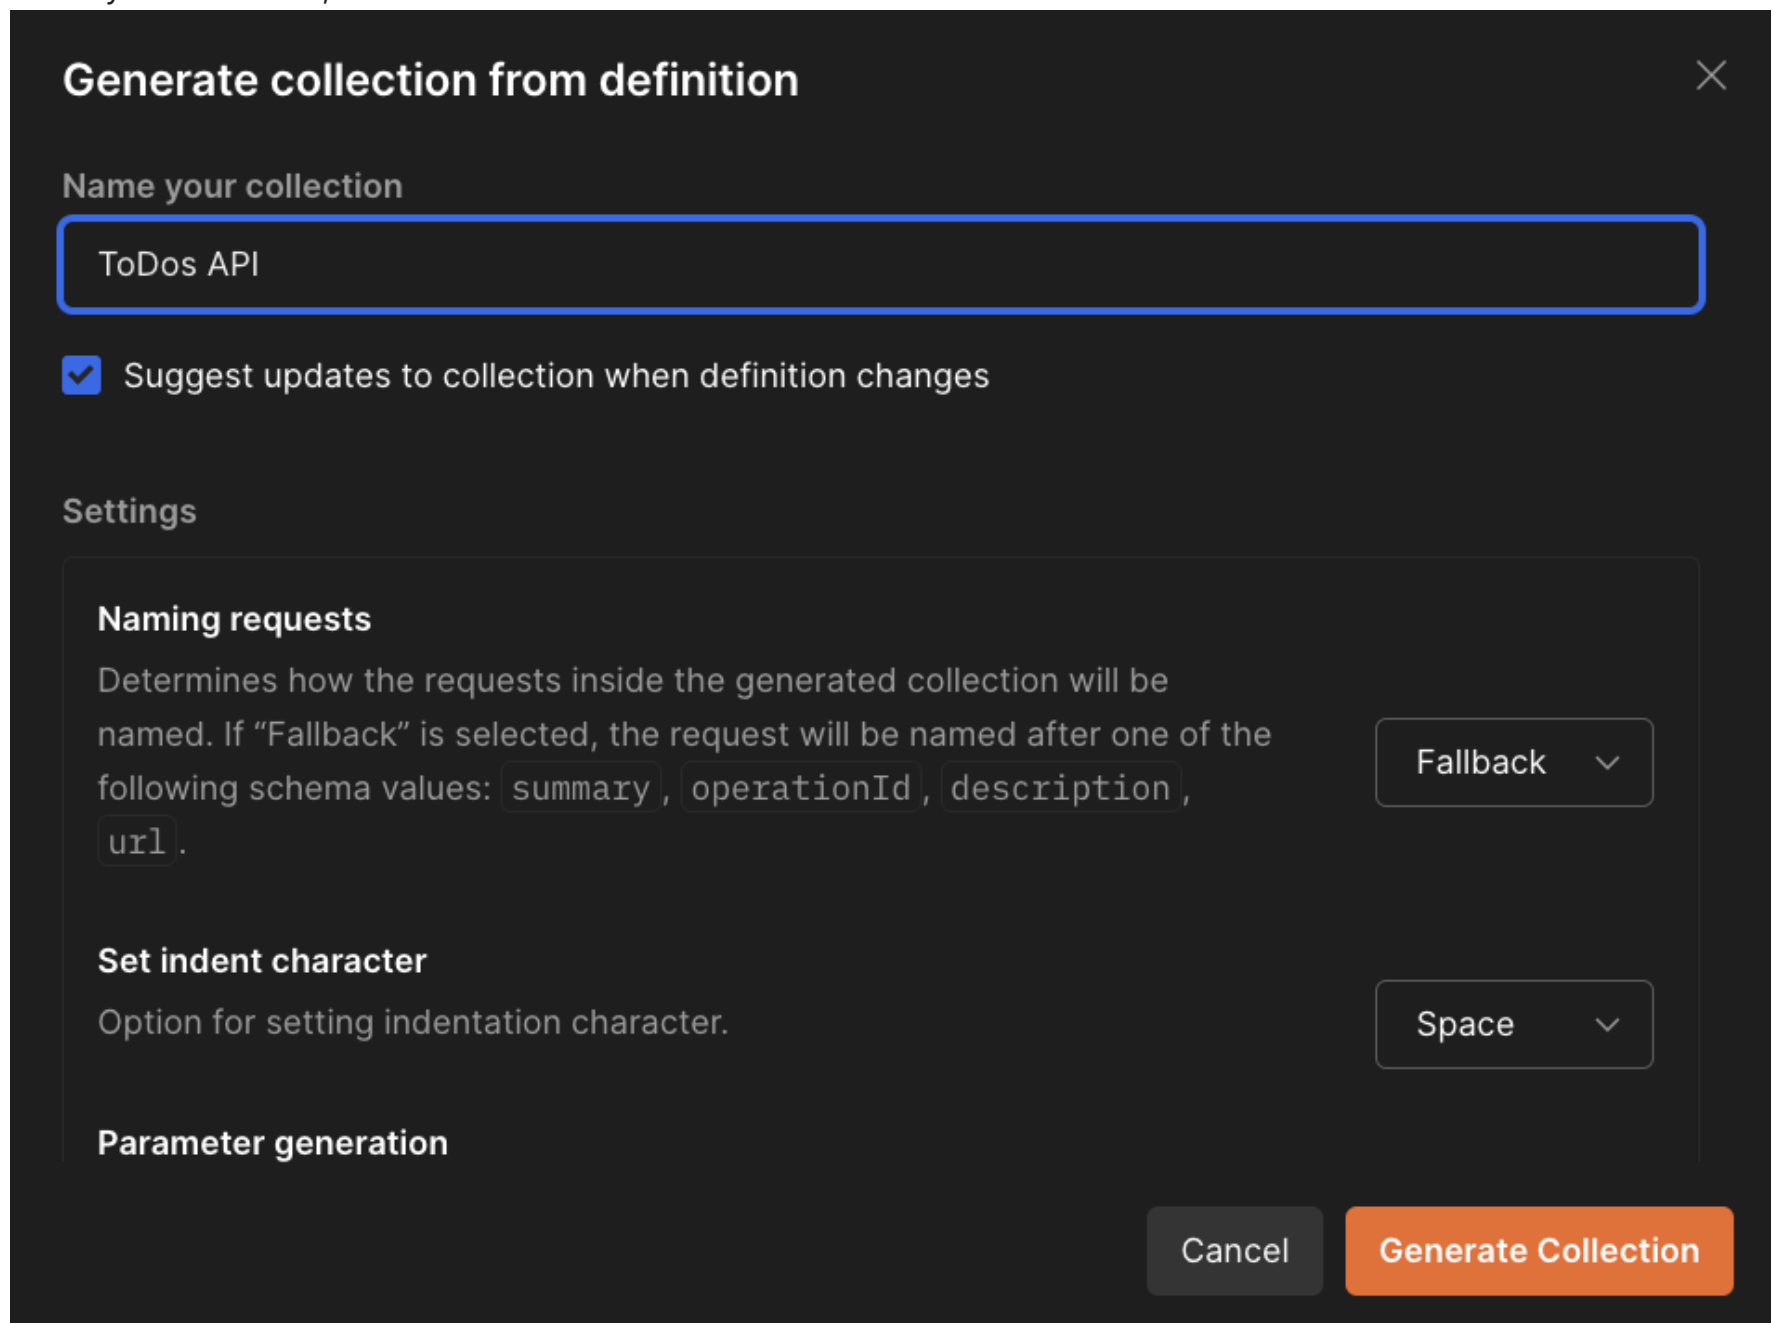 Generate collection from definition
Name your collection
ToDos API
Suggest updates to collection when definition changes
Settings
Naming requests
Determines how the requests inside the generated collection will be
named. If “Fallback” is selected, the request will be named after one of the
following schema values: summary, operationId, description,
url.
Fallback
Set indent character
Option for setting indentation character.
Space
Parameter generation
Cancel
Generate Collection